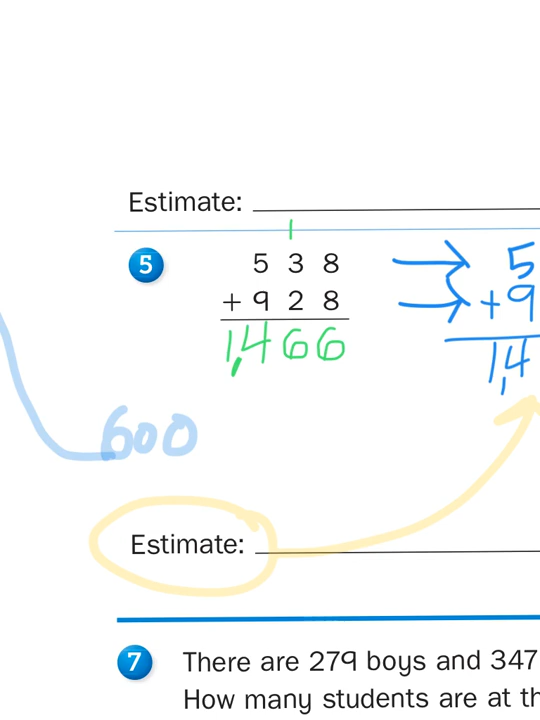 Estimate:
1
5 5 3 8 → 5
+ 9 2 8 → + 9
1,466 1,4
600
Estimate:
7 There are 279 boys and 347
How many students are at th